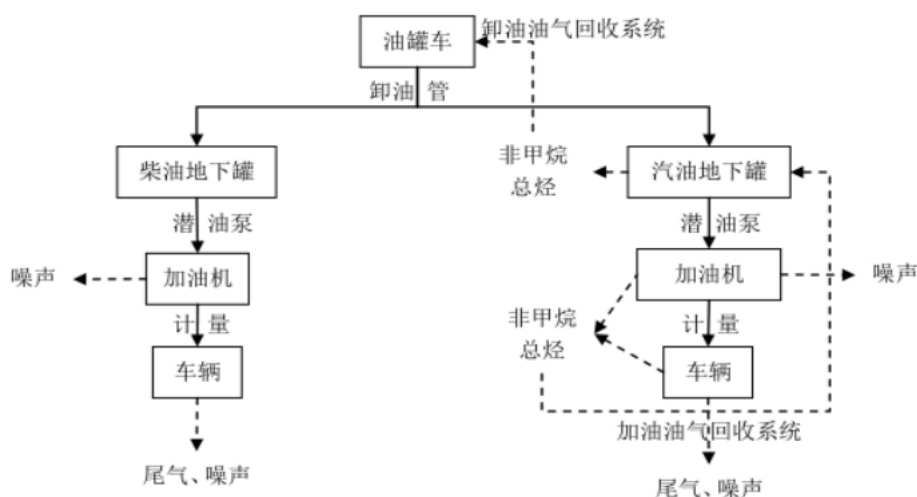 油罐车
卸油油气回收系统
卸油 管
柴油地下罐
非甲烷
总烃
汽油地下罐
潜 油泵
潜 油泵
噪声
加油机
加油机
噪声
非甲烷
总烃
计 量
计 量
车辆
车辆
加油油气回收系统
尾气、噪声
尾气、噪声